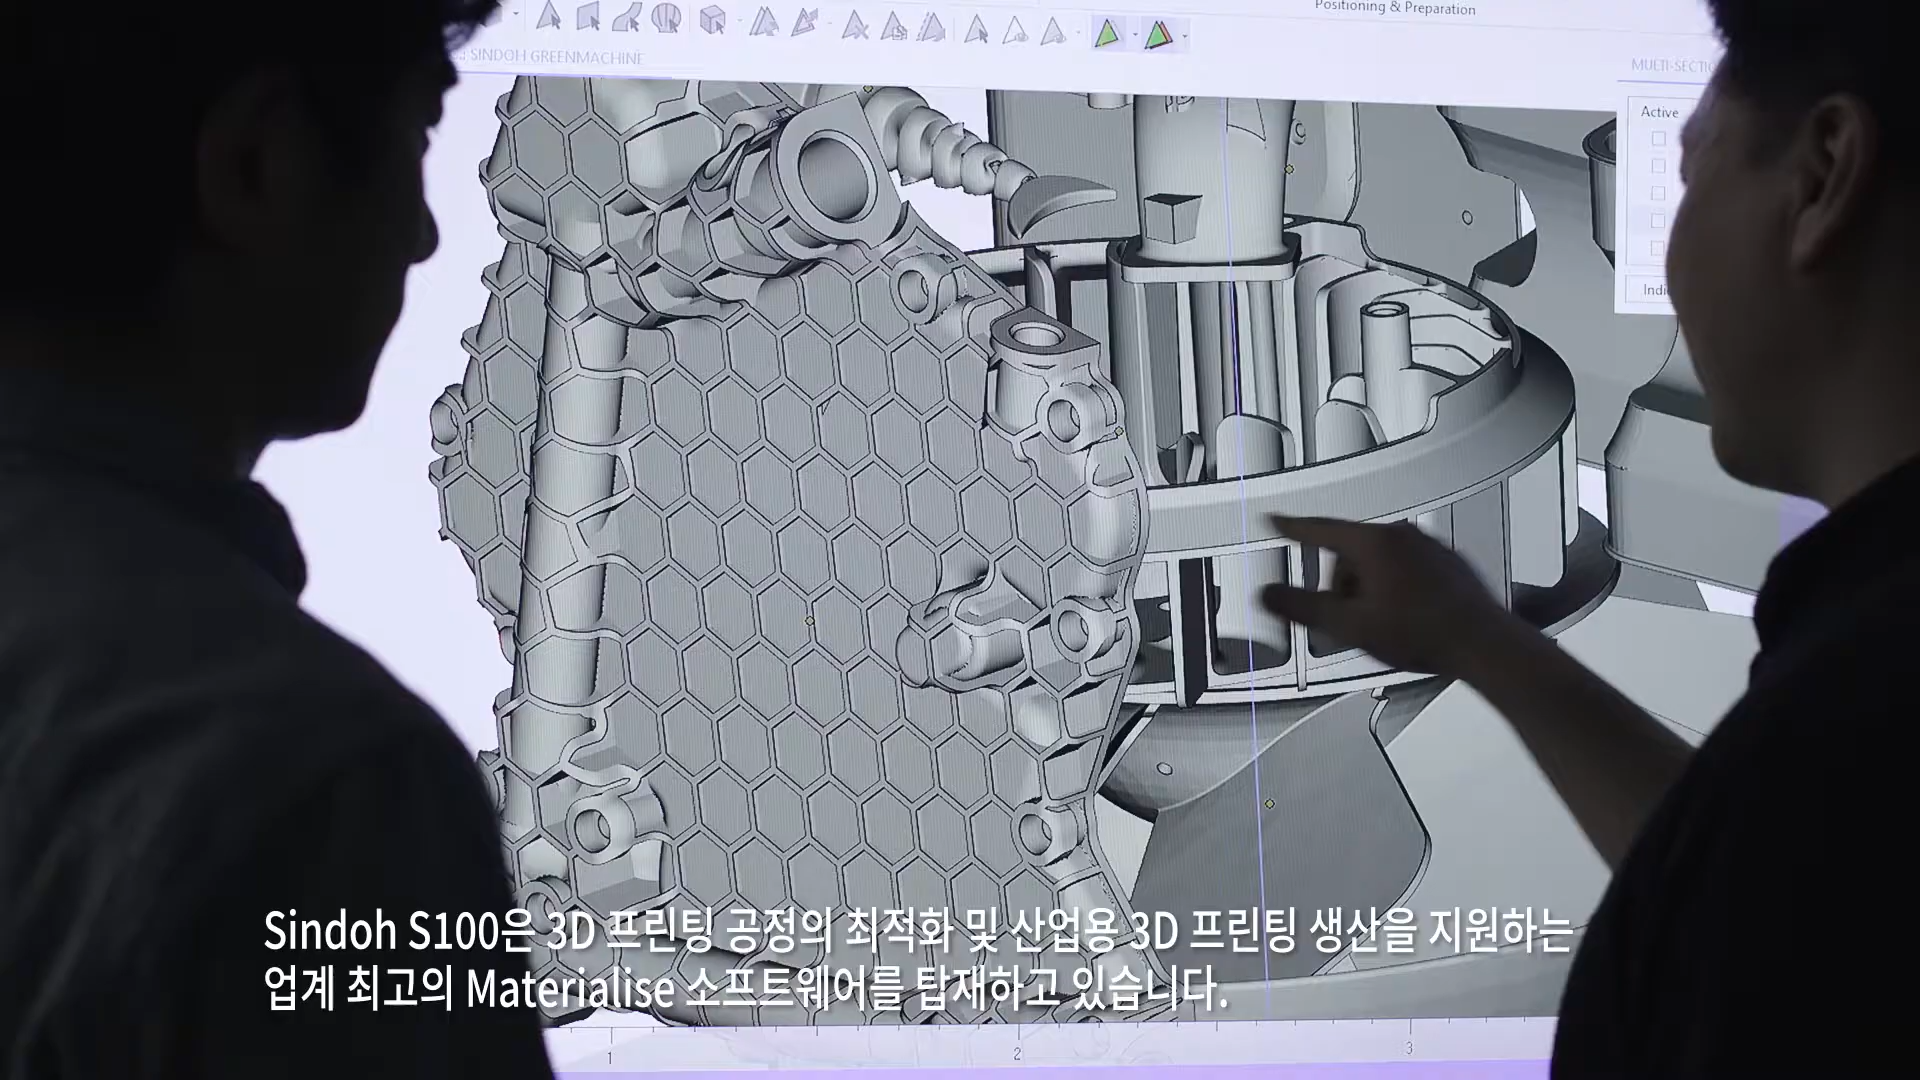 Positioning & Preparation
SINDOH GREENMACHINE
MULTI-SECTIO
Active
Indi
Sindoh S100은 3D 프린팅 공정의 최적화 및 산업용 3D 프린팅 생산을 지원하는
업계 최고의 Materialise 소프트웨어를 탑재하고 있습니다.
1
2
3